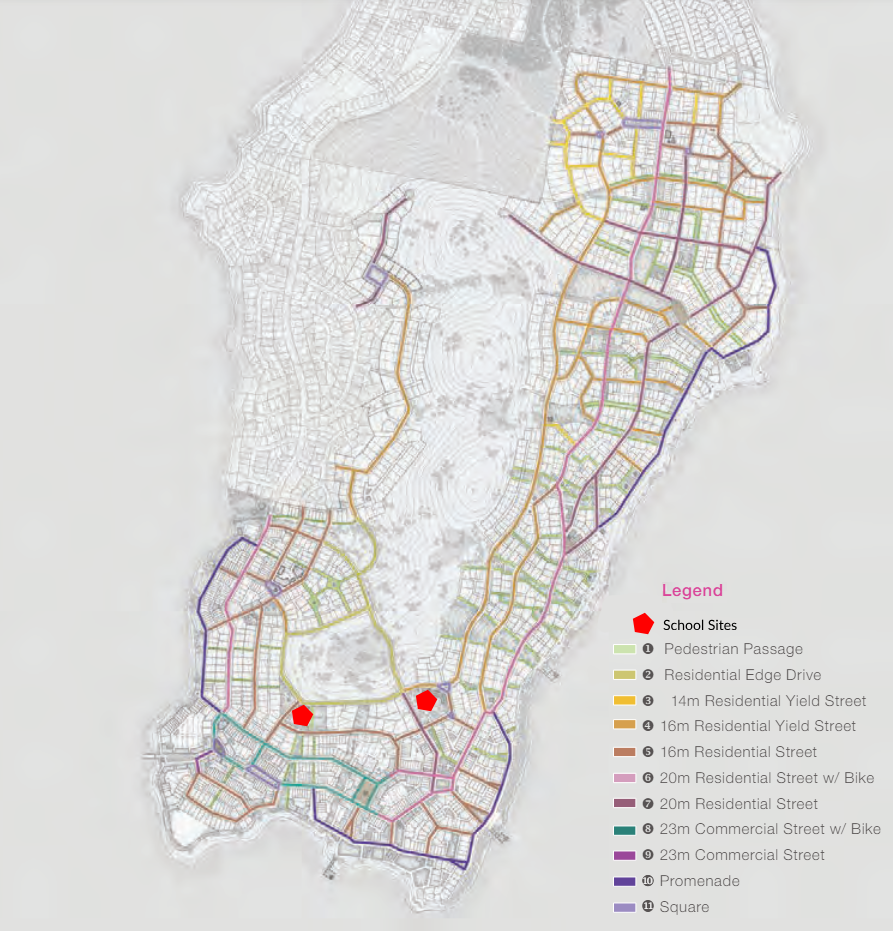 Legend
School Sites
❶ Pedestrian Passage
❷ Residential Edge Drive
❸ 14m Residential Yield Street
❹ 16m Residential Yield Street
❺ 16m Residential Street
❻ 20m Residential Street w/ Bike
❼ 20m Residential Street
❽ 23m Commercial Street w/ Bike
❾ 23m Commercial Street
❿ Promenade
⓫ Square